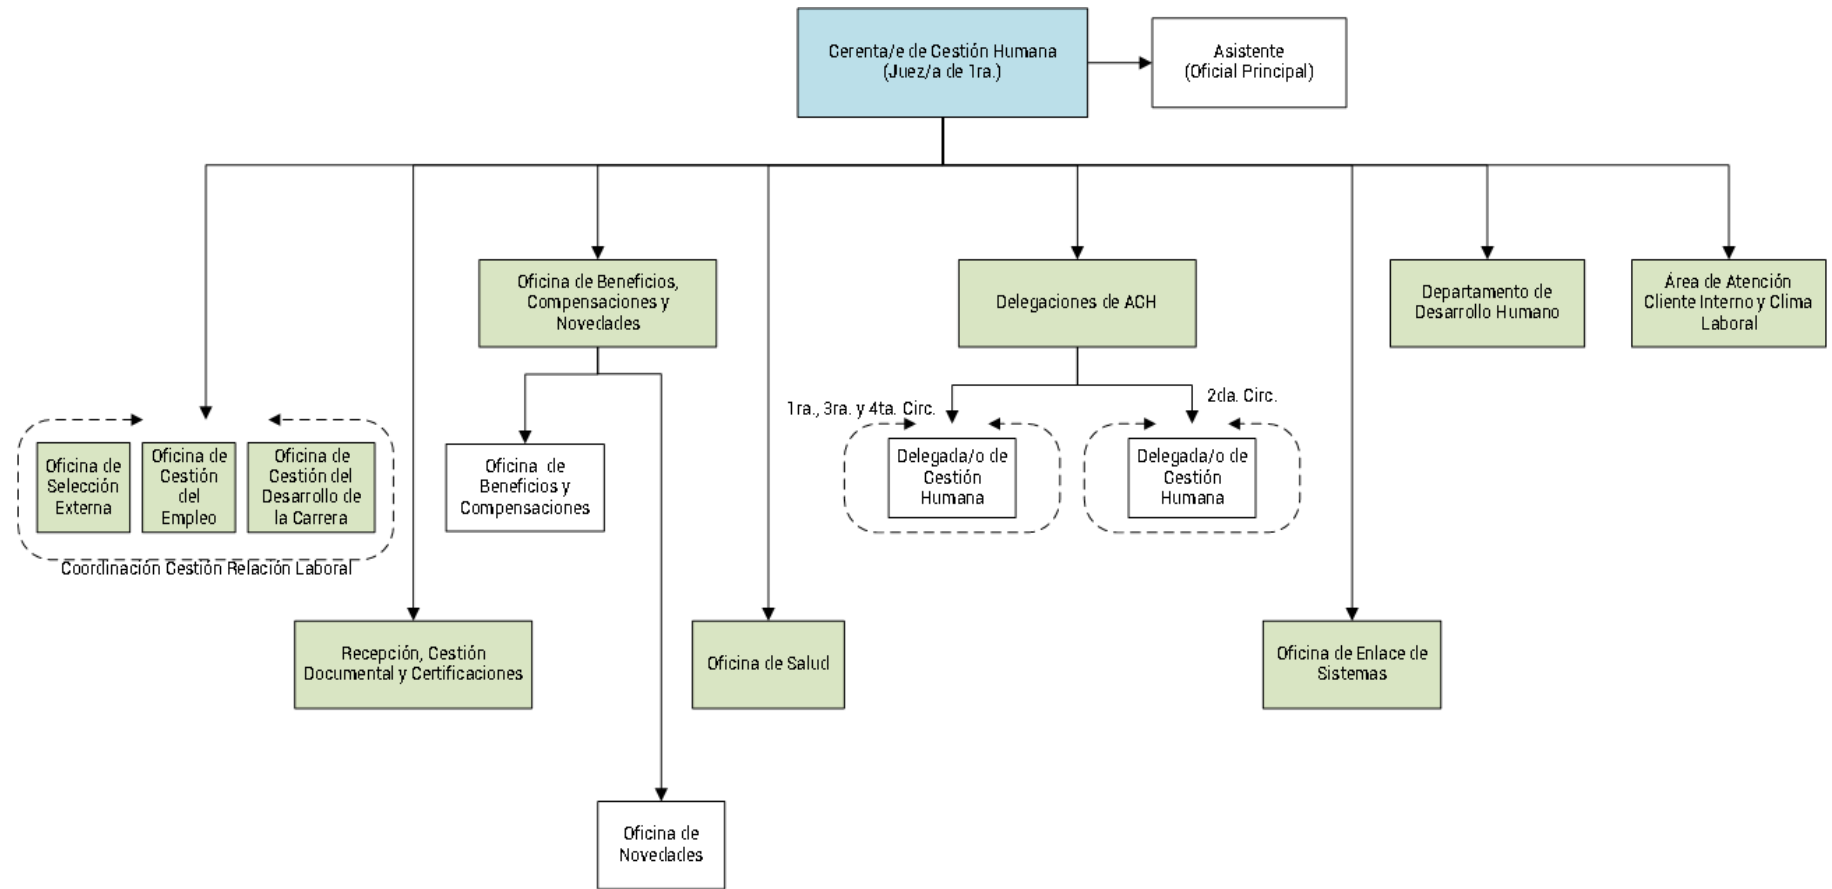 Gerenta/e de Gestión Humana
(Juez/a de 1ra.)
Asistente
(Oficial Principal)
Oficina de Beneficios,
Compensaciones y
Novedades
Delegaciones de AGH
Departamento de
Desarrollo Humano
Área de Atención
Cliente Interno y Clima
Laboral
1ra., 3ra. y 4ta. Circ.
2da. Circ.
Oficina de
Selección
Externa
Oficina de
Gestión
del
Empleo
Oficina de
Gestión del
Desarrollo de
la Carrera
Oficina de
Beneficios y
Compensaciones
Delegada/o de
Gestión
Humana
Delegada/o de
Gestión
Humana
Coordinación Gestión Relación Laboral
Recepción, Gestión
Documental y Certificaciones
Oficina de Salud
Oficina de Enlace de
Sistemas
Oficina de
Novedades